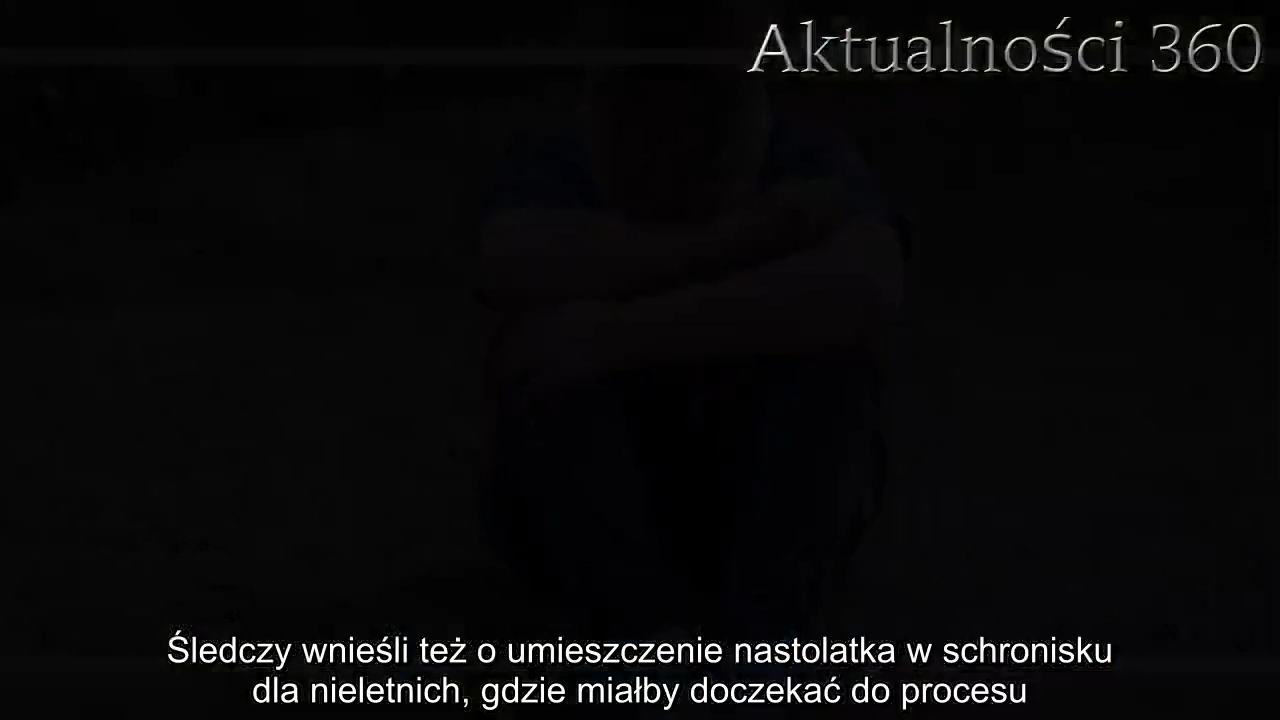 Aktualności 360
Śledczy wnieśli też o umieszczenie nastolatka w schronisku
dla nieletnich, gdzie miałby doczekać do procesu